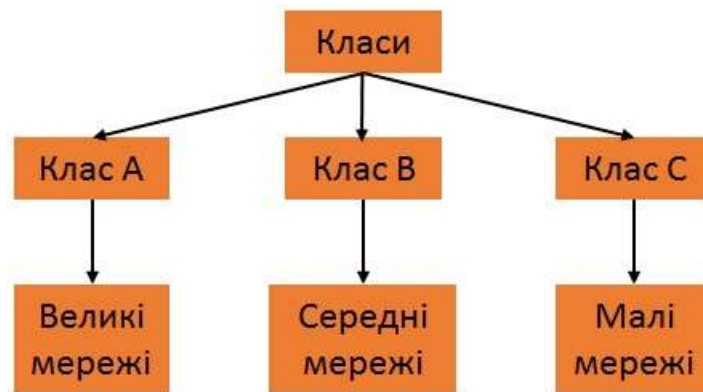 Класи
Клас А
Клас В
Клас С
Великі
мережі
Середні
мережі
Малі
мережі